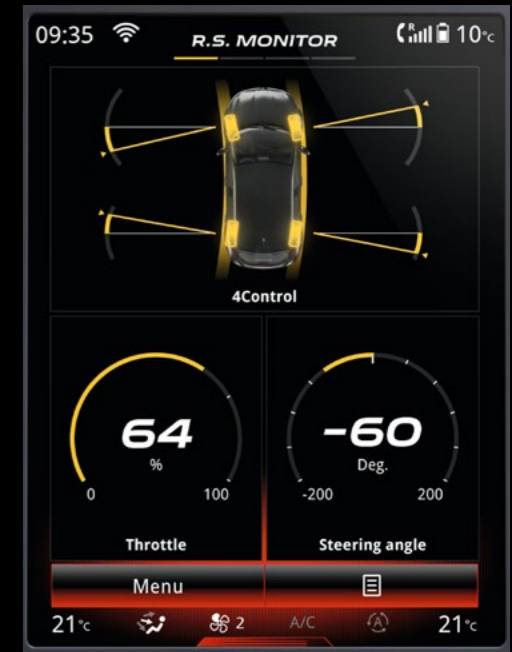 09:35 R.S. MONITOR 10°c
4Control
64 -60
% Deg.
0 100 -200 200
Throttle Steering angle
Menu
21°c 2 A/C A 21°c